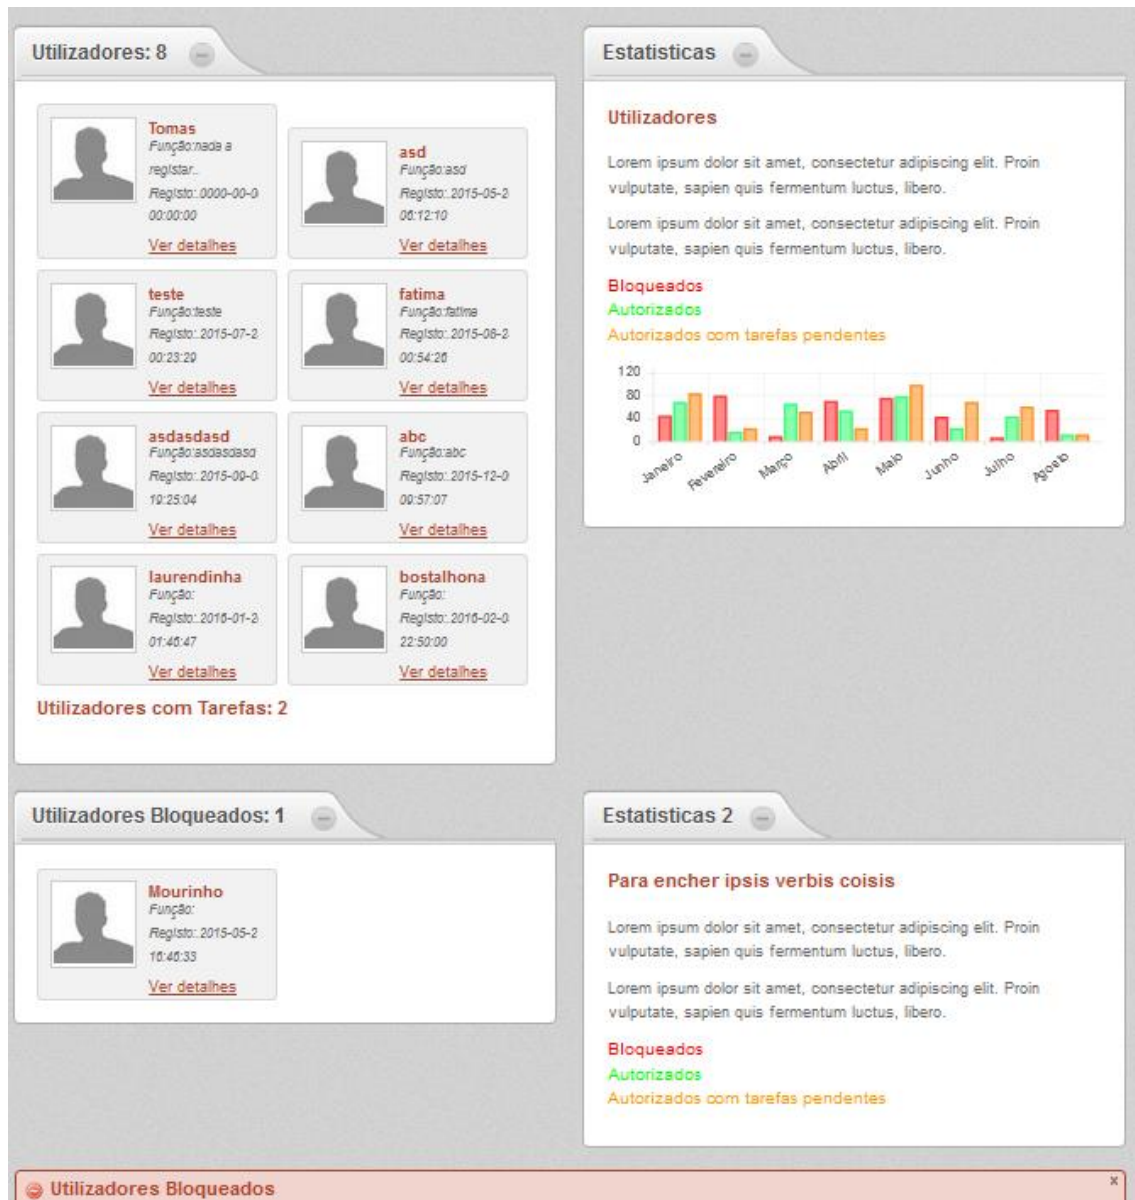 Utilizadores: 8
Tomas
Função:nada a
registar..
Registo:.0000-00-0
00:00:00
Ver detalhes
asd
Função:asd
Registo:.2015-05-2
06:12:10
Ver detalhes
teste
Função:teste
Registo:.2015-07-2
00:23:29
Ver detalhes
fatima
Função:fatima
Registo:.2015-08-2
00:54:26
Ver detalhes
asdasdasd
Função:asdasdasd
Registo:.2015-09-0
19:25:04
Ver detalhes
abc
Função:abc
Registo:.2015-12-0
09:57:07
Ver detalhes
laurendinha
Função:
Registo:.2016-01-2
01:46:47
Ver detalhes
bostalhona
Função:
Registo:.2016-02-0
22:50:00
Ver detalhes
Utilizadores com Tarefas: 2
Estatisticas
Utilizadores
Lorem ipsum dolor sit amet, consectetur adipiscing elit. Proin
vulputate, sapien quis fermentum luctus, libero.
Lorem ipsum dolor sit amet, consectetur adipiscing elit. Proin
vulputate, sapien quis fermentum luctus, libero.
Bloqueados
Autorizados
Autorizados com tarefas pendentes
120
80
40
0
Janeiro
Fevereiro
Março
Abril
Maio
Junho
Julho
Agosto
Utilizadores Bloqueados: 1
Mourinho
Função:
Registo:.2015-05-2
16:46:33
Ver detalhes
Estatisticas 2
Para encher ipsis verbis coisis
Lorem ipsum dolor sit amet, consectetur adipiscing elit. Proin
vulputate, sapien quis fermentum luctus, libero.
Lorem ipsum dolor sit amet, consectetur adipiscing elit. Proin
vulputate, sapien quis fermentum luctus, libero.
Bloqueados
Autorizados
Autorizados com tarefas pendentes
Utilizadores Bloqueados
x